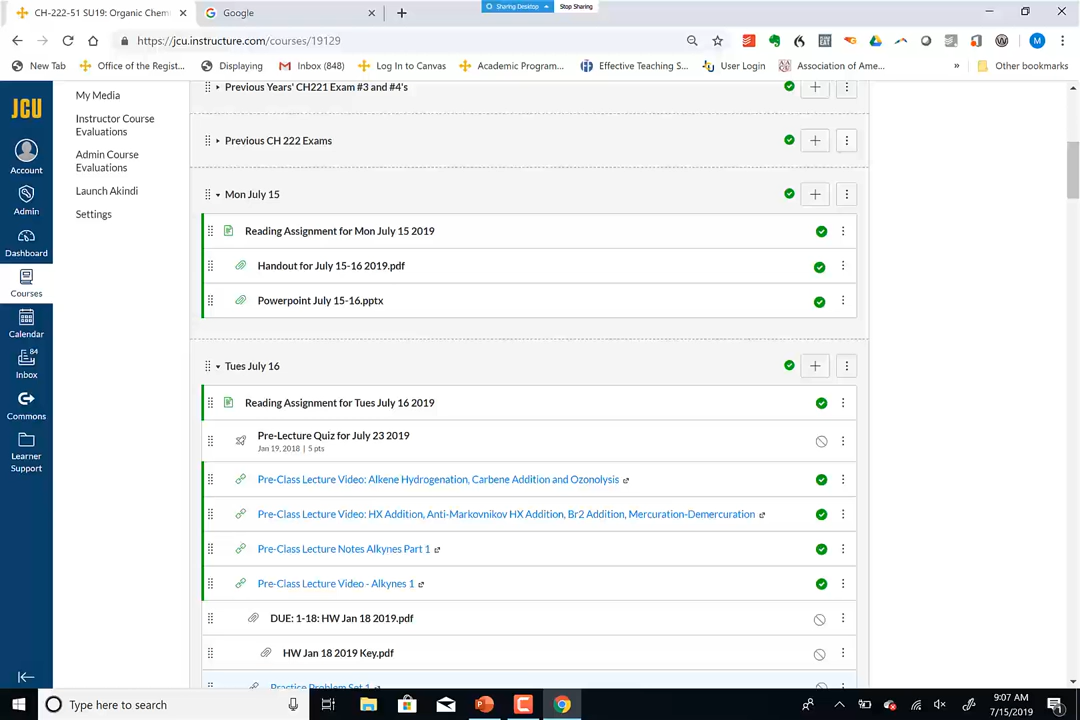 CH-222-51 SU19: Organic Chem
Google
Sharing Desktop
Stop Sharing
https://jcu.instructure.com/courses/19129
New Tab
Office of the Regist...
Displaying
Inbox (848)
Log In to Canvas
Academic Program...
Effective Teaching S...
User Login
Association of Ame...
»
Other bookmarks
JCU
Account
Admin
Dashboard
Courses
Calendar
84
Inbox
Commons
Learner
Support
My Media
Instructor Course
Evaluations
Admin Course
Evaluations
Launch Akindi
Settings
Previous Years' CH221 Exam #3 and #4's
Previous CH 222 Exams
Mon July 15
Reading Assignment for Mon July 15 2019
Handout for July 15-16 2019.pdf
Powerpoint July 15-16.pptx
Tues July 16
Reading Assignment for Tues July 16 2019
Pre-Lecture Quiz for July 23 2019
Jan 19, 2018 | 5 pts
Pre-Class Lecture Video: Alkene Hydrogenation, Carbene Addition and Ozonolysis
Pre-Class Lecture Video: HX Addition, Anti-Markovnikov HX Addition, Br2 Addition, Mercuration-Demercuration
Pre-Class Lecture Notes Alkynes Part 1
Pre-Class Lecture Video - Alkynes 1
DUE: 1-18: HW Jan 18 2019.pdf
HW Jan 18 2019 Key.pdf
Practice Problem Set 1
Type here to search
9:07 AM
7/15/2019